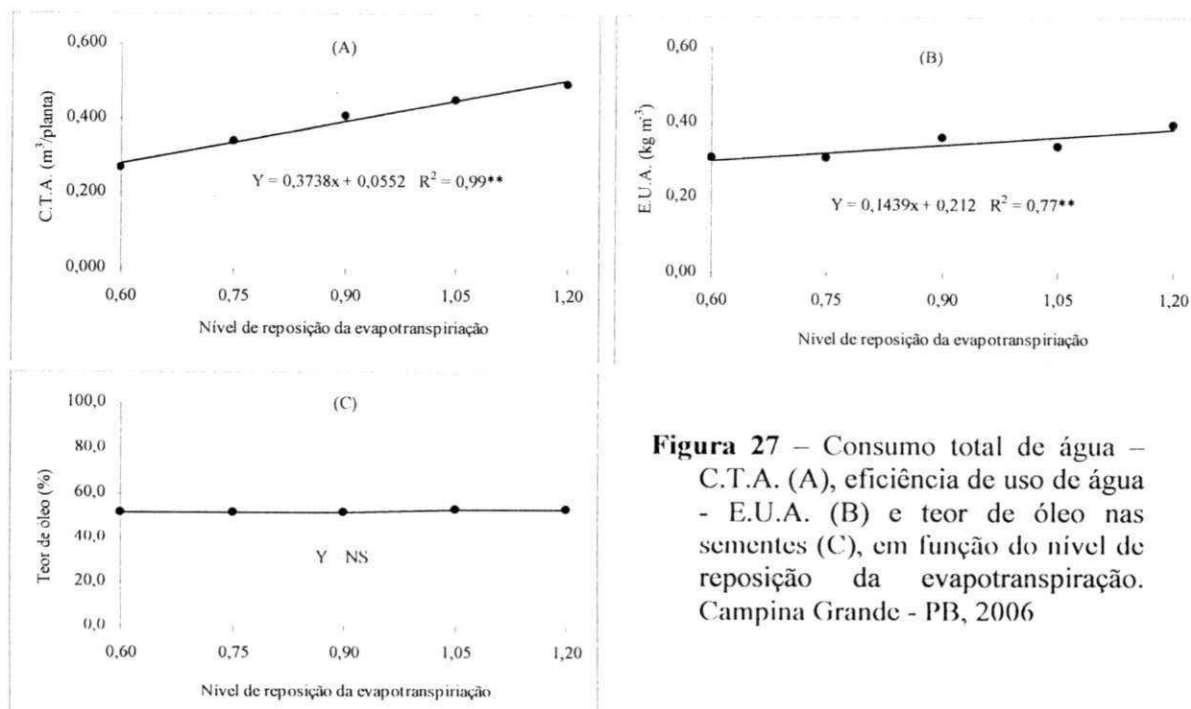 (A)
0,600
0,400
0,200
0,000
C.T.A. (m³/planta)
Y = 0,3738x + 0,0552 R² = 0,99**
0,60 0,75 0,90 1,05 1,20
Nível de reposição da evapotranspiriação
(B)
0,60
0,40
0,20
0,00
E.U.A. (kg m⁻³)
Y = 0,1439x + 0,212 R² = 0,77**
0,60 0,75 0,90 1,05 1,20
Nível de reposição da evapotranspiriação
(C)
100,0
80,0
60,0
40,0
20,0
0,0
Teor de óleo (%)
Y NS
0,60 0,75 0,90 1,05 1,20
Nível de reposição da evapotranspiriação
Figura 27 – Consumo total de água –
C.T.A. (A), eficiência de uso de água
- E.U.A. (B) e teor de óleo nas
sementes (C), em função do nível de
reposição da evapotranspiração.
Campina Grande - PB, 2006